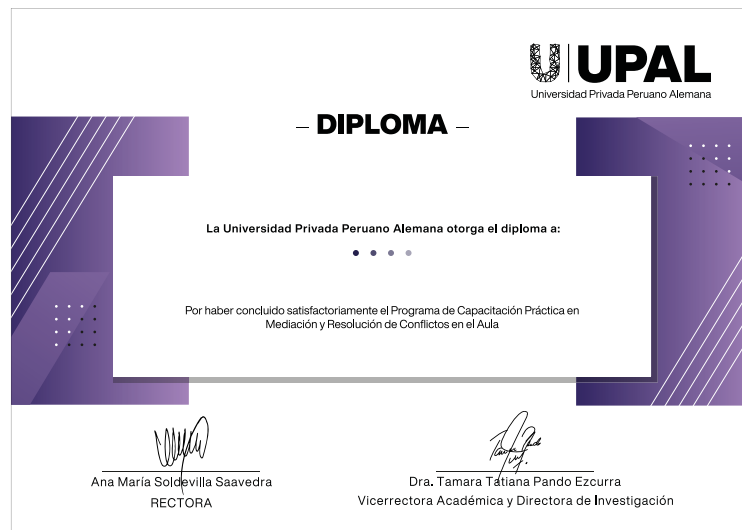 UPAL
Universidad Privada Peruano Alemana
– DIPLOMA –
La Universidad Privada Peruano Alemana otorga el diploma a:
Por haber concluido satisfactoriamente el Programa de Capacitación Práctica en
Mediación y Resolución de Conflictos en el Aula
Ana María Soldevilla Saavedra
RECTORA
Dra. Tamara Tatiana Pando Ezcurra
Vicerrectora Académica y Directora de Investigación